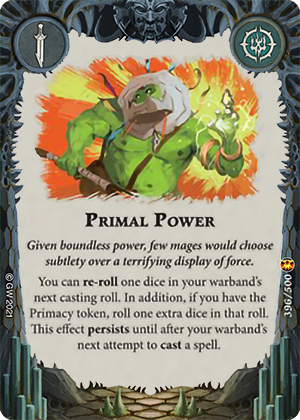 PRIMAL POWER
Given boundless power, few mages would choose
subtlety over a terrifying display of force.
You can re-roll one dice in your warband's
next casting roll. In addition, if you have the
Primacy token, roll one extra dice in that roll.
This effect persists until after your warband's
next attempt to cast a spell.
© GW 2021
396/500